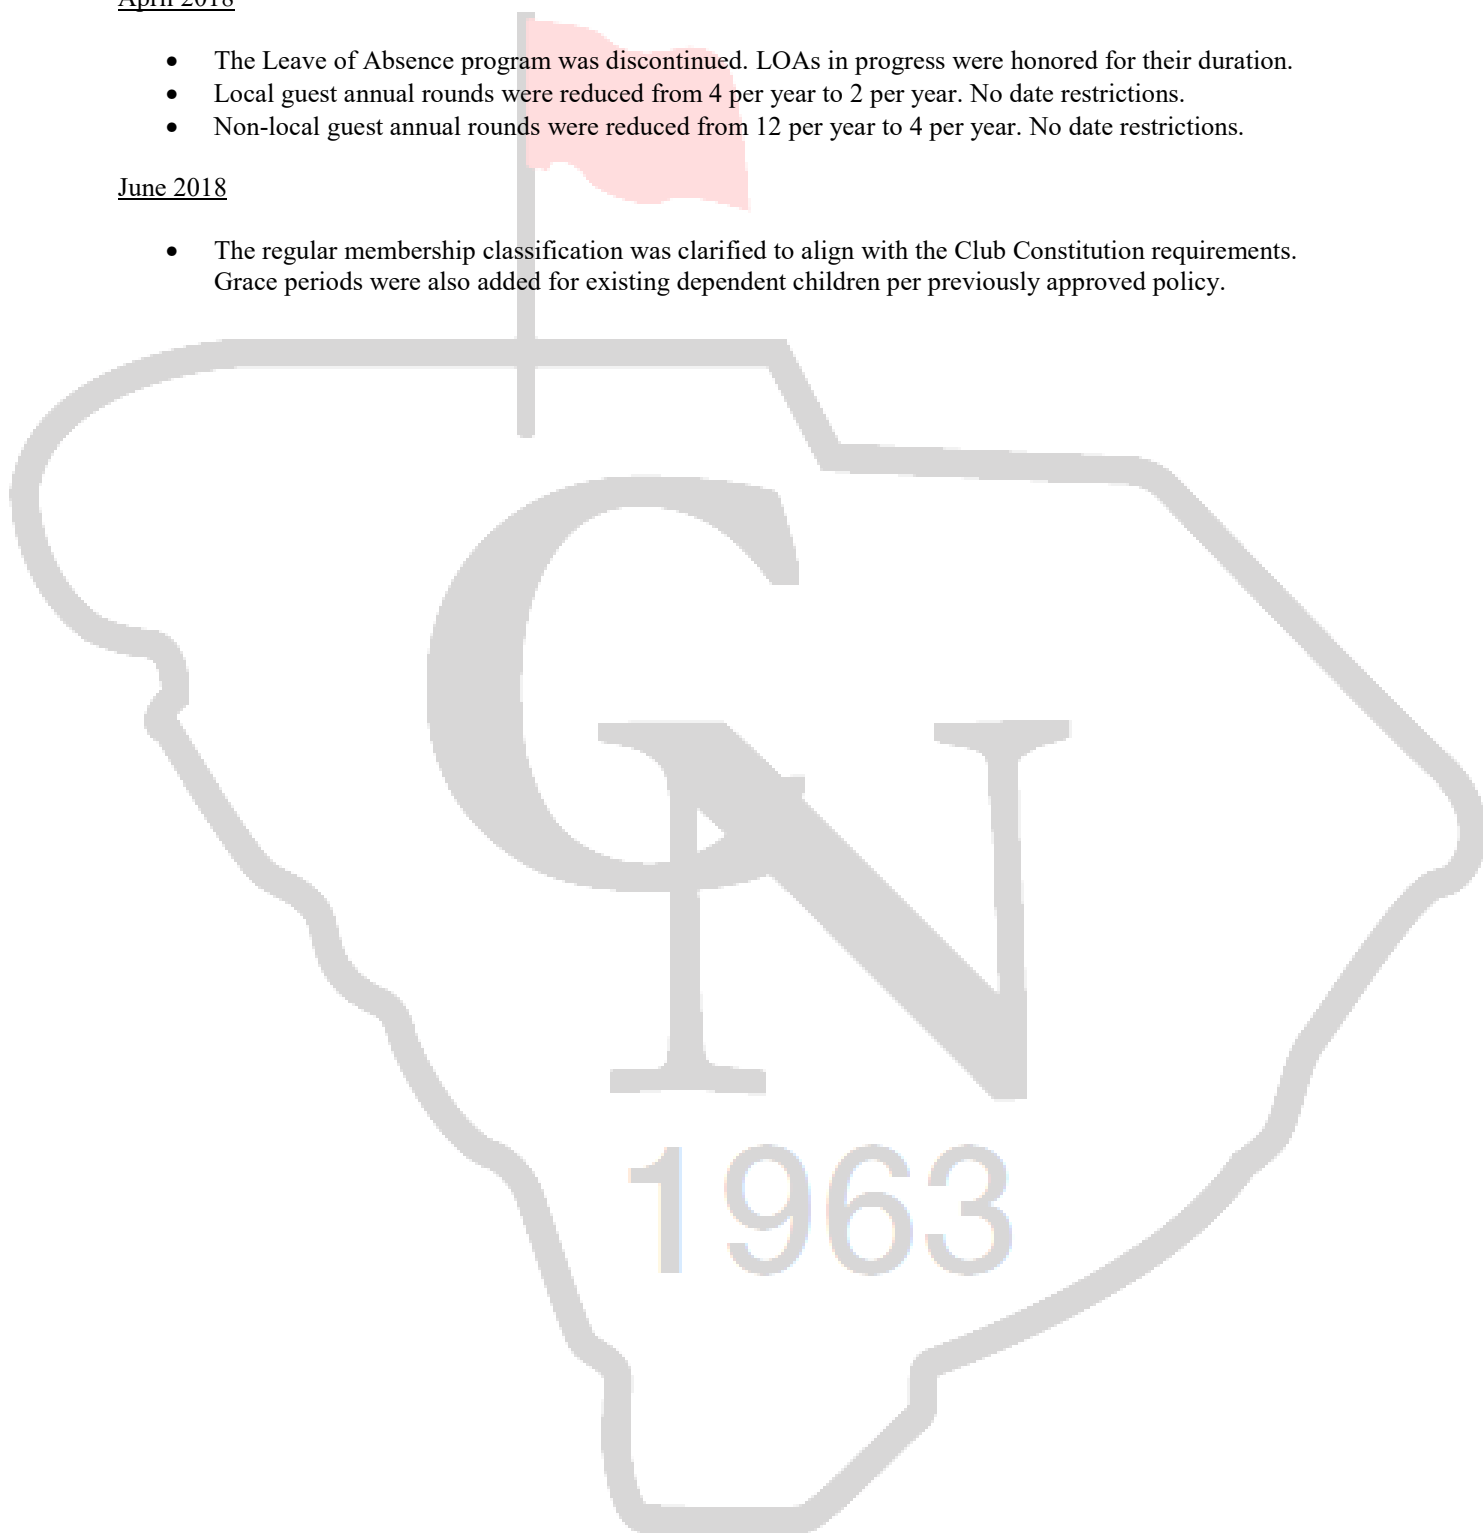 April 2018
• The Leave of Absence program was discontinued. LOAs in progress were honored for their duration.
• Local guest annual rounds were reduced from 4 per year to 2 per year. No date restrictions.
• Non-local guest annual rounds were reduced from 12 per year to 4 per year. No date restrictions.
June 2018
• The regular membership classification was clarified to align with the Club Constitution requirements.
Grace periods were also added for existing dependent children per previously approved policy.
CN
1963